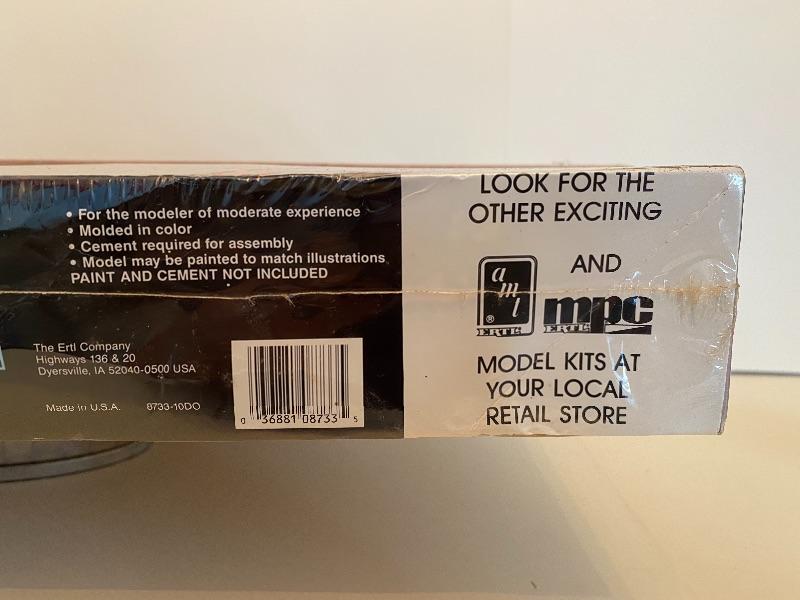 • For the modeler of moderate experience
• Molded in color
• Cement required for assembly
• Model may be painted to match illustrations
PAINT AND CEMENT NOT INCLUDED
The Ertl Company
Highways 136 & 20
Dyersville, IA 52040-0500 USA
Made in U.S.A. 8733-10DO
0 36881 08733 5
LOOK FOR THE
OTHER EXCITING
amt
®
ERTL
AND
mpc
ERTL
MODEL KITS AT
YOUR LOCAL
RETAIL STORE